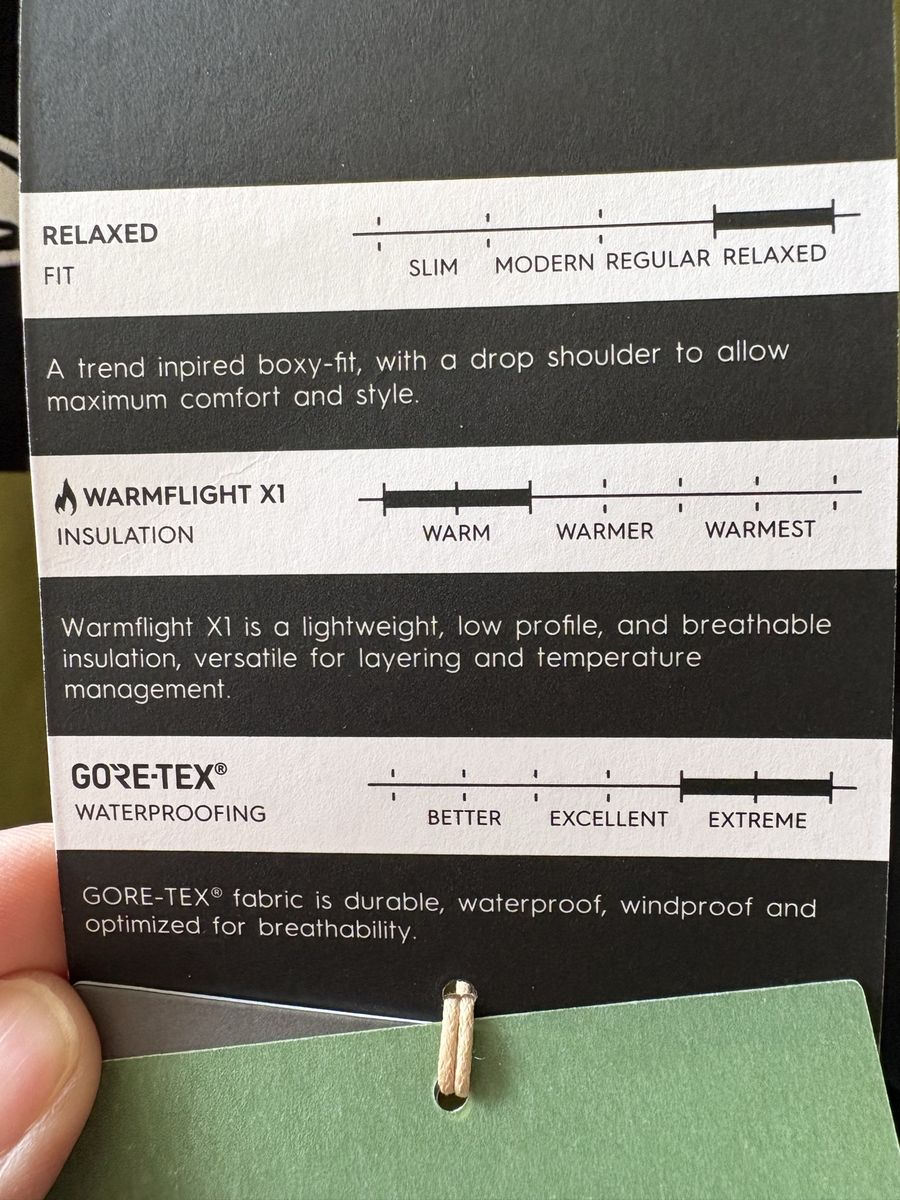 RELAXED
FIT
SLIM MODERN REGULAR RELAXED
A trend inpired boxy-fit, with a drop shoulder to allow
maximum comfort and style.
WARMFLIGHT X1
INSULATION
WARM WARMER WARMEST
Warmflight X1 is a lightweight, low profile, and breathable
insulation, versatile for layering and temperature
management.
GORE-TEX®
WATERPROOFING
BETTER EXCELLENT EXTREME
GORE-TEX® fabric is durable, waterproof, windproof and
optimized for breathability.